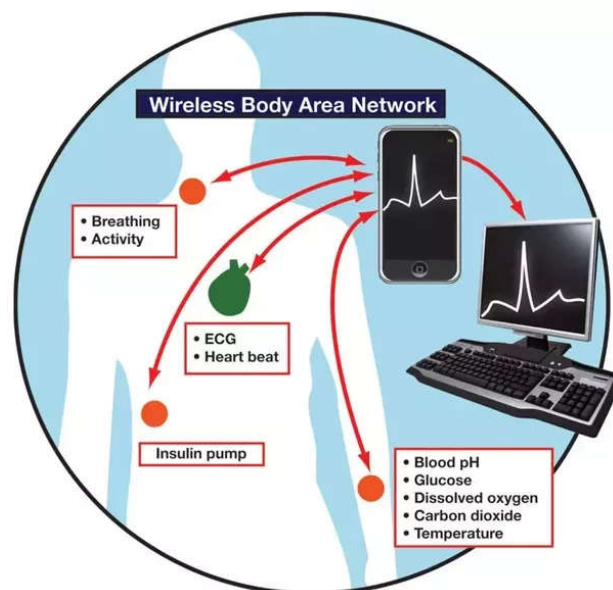 Wireless Body Area Network
• Breathing
• Activity
• ECG
• Heart beat
Insulin pump
• Blood pH
• Glucose
• Dissolved oxygen
• Carbon dioxide
• Temperature